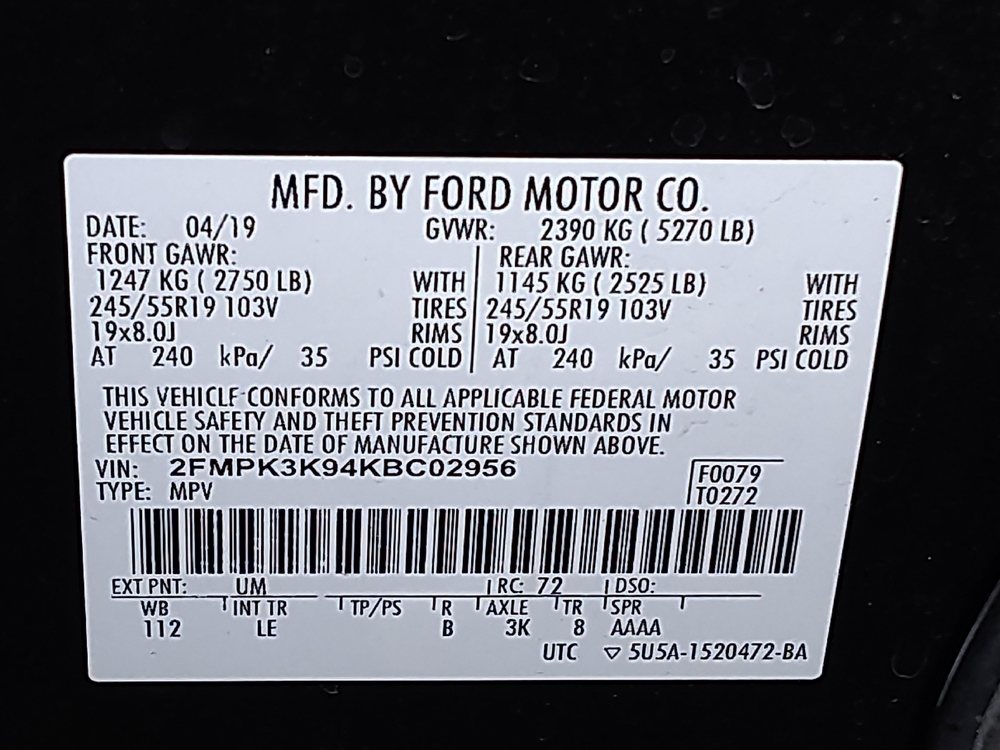 MFD. BY FORD MOTOR CO.
DATE: 04/19 GVWR: 2390 KG ( 5270 LB)
FRONT GAWR: REAR GAWR:
1247 KG ( 2750 LB) WITH 1145 KG ( 2525 LB) WITH
245/55R19 103V TIRES 245/55R19 103V TIRES
19x8.0J RIMS 19x8.0J RIMS
AT 240 kPa/ 35 PSI COLD AT 240 kPa/ 35 PSI COLD
THIS VEHICLE CONFORMS TO ALL APPLICABLE FEDERAL MOTOR
VEHICLE SAFETY AND THEFT PREVENTION STANDARDS IN
EFFECT ON THE DATE OF MANUFACTURE SHOWN ABOVE.
VIN: 2FMPK3K94KBC02956 F0079
TYPE: MPV T0272
EXT PNT: UM RC: 72 DSO:
WB INT TR TP/PS R AXLE TR SPR
112 LE B 3K 8 AAAA
UTC ▽ 5U5A-1520472-BA